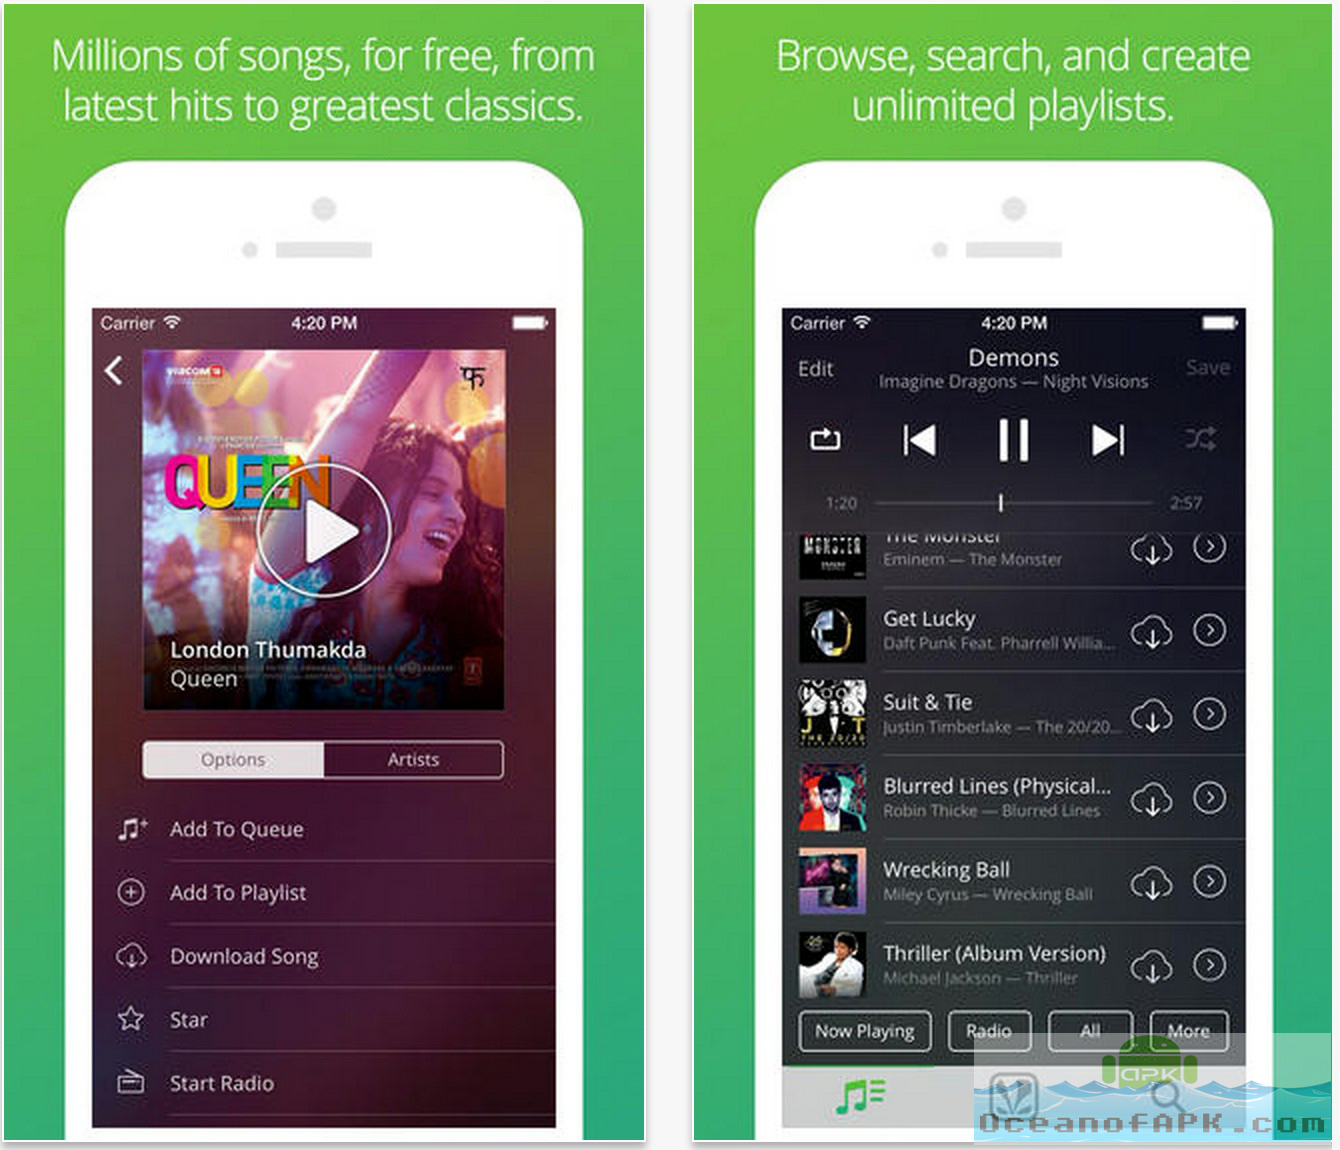 Millions of songs, for free, from
latest hits to greatest classics.
Carrier
4:20 PM
VIACOM 18
फ
QUEEN
London Thumakda
Queen
Options
Artists
Add To Queue
Add To Playlist
Download Song
Star
Start Radio
Browse, search, and create
unlimited playlists.
Carrier
4:20 PM
Edit
Demons
Save
Imagine Dragons — Night Visions
1:20
2:57
MONSTER
The Monster
Eminem — The Monster
Get Lucky
Daft Punk Feat. Pharrell Willia...
J T
THE 20/20
Suit & Tie
Justin Timberlake — The 20/20...
Blurred Lines (Physical...
Robin Thicke — Blurred Lines
Wrecking Ball
Miley Cyrus — Wrecking Ball
Thriller (Album Version)
Michael Jackson — Thriller
Now Playing
Radio
All
More
APK
OceanofAPK.com